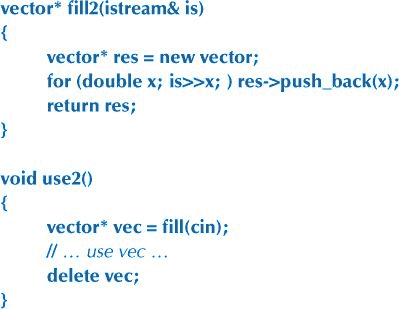 vector* fill2(istream& is)
{
vector* res = new vector;
for (double x; is>>x; ) res->push_back(x);
return res;
}
void use2()
{
vector* vec = fill(cin);
// … use vec …
delete vec;
}